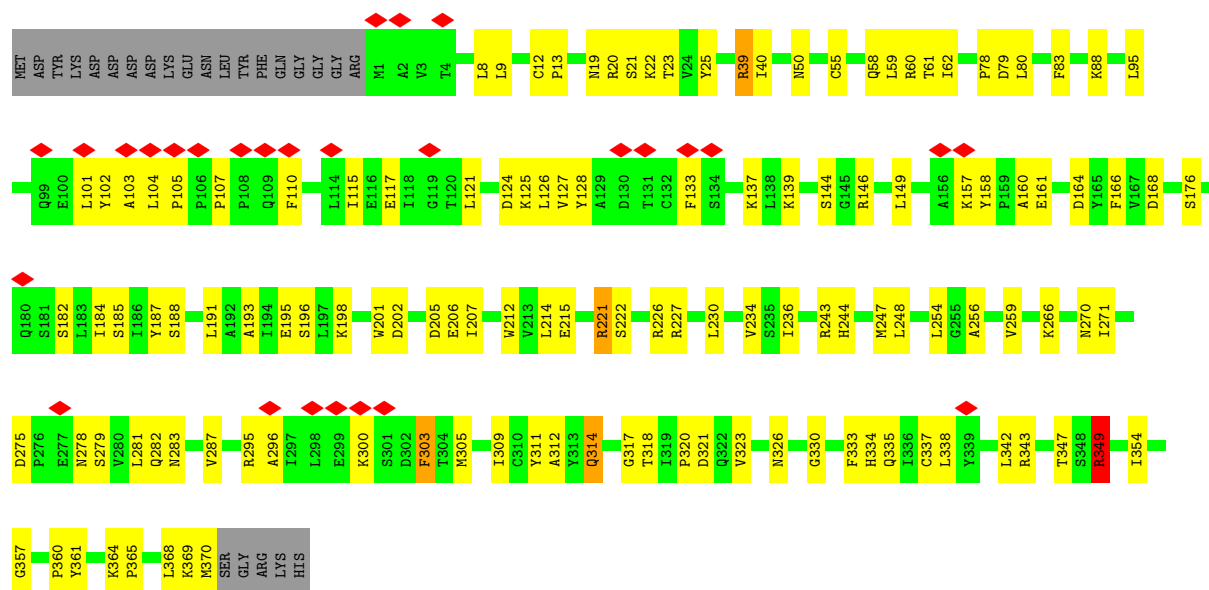 MET ASP TYR LYS ASP ASP ASP ASP LYS GLU ASN LEU TYR PHE GLN GLY GLY GLY ARG M1 A2 V3 T4 L8 L9 C12 P13 N19 R20 S21 K22 T23 V24 Y25 R39 I40 N50 C55 Q58 L59 R60 T61 I62 P78 D79 L80 F83 K88 L95
Q99 E100 L101 Y102 A103 L104 P105 P106 P107 P108 Q109 F110 L114 I115 E116 E117 I118 G119 T120 L121 D124 K125 L126 V127 Y128 A129 D130 T131 C132 F133 S134 K137 L138 K139 S144 G145 R146 L149 A156 K157 Y158 P159 A160 E161 D164 Y165 F166 V167 D168 S176
Q180 S181 S182 L183 I184 S185 I186 Y187 S188 L191 A192 A193 I194 E195 S196 L197 K198 W201 D202 D205 E206 I207 W212 V213 L214 E215 R221 S222 R226 R227 L230 V234 S235 I236 R243 H244 M247 L248 L254 G255 A256 V259 K266 N270 I271
D275 P276 E277 N278 S279 V280 L281 Q282 N283 V287 R295 A296 I297 L298 E299 K300 S301 D302 F303 T304 M305 I309 C310 Y311 A312 Y313 Q314 G317 T318 I319 P320 D321 Q322 V323 N326 G330 F333 H334 Q335 I336 C337 L338 Y339 L342 R343 T347 S348 R349 I354
G357 P360 Y361 K364 P365 L368 K369 M370 SER GLY ARG LYS HIS